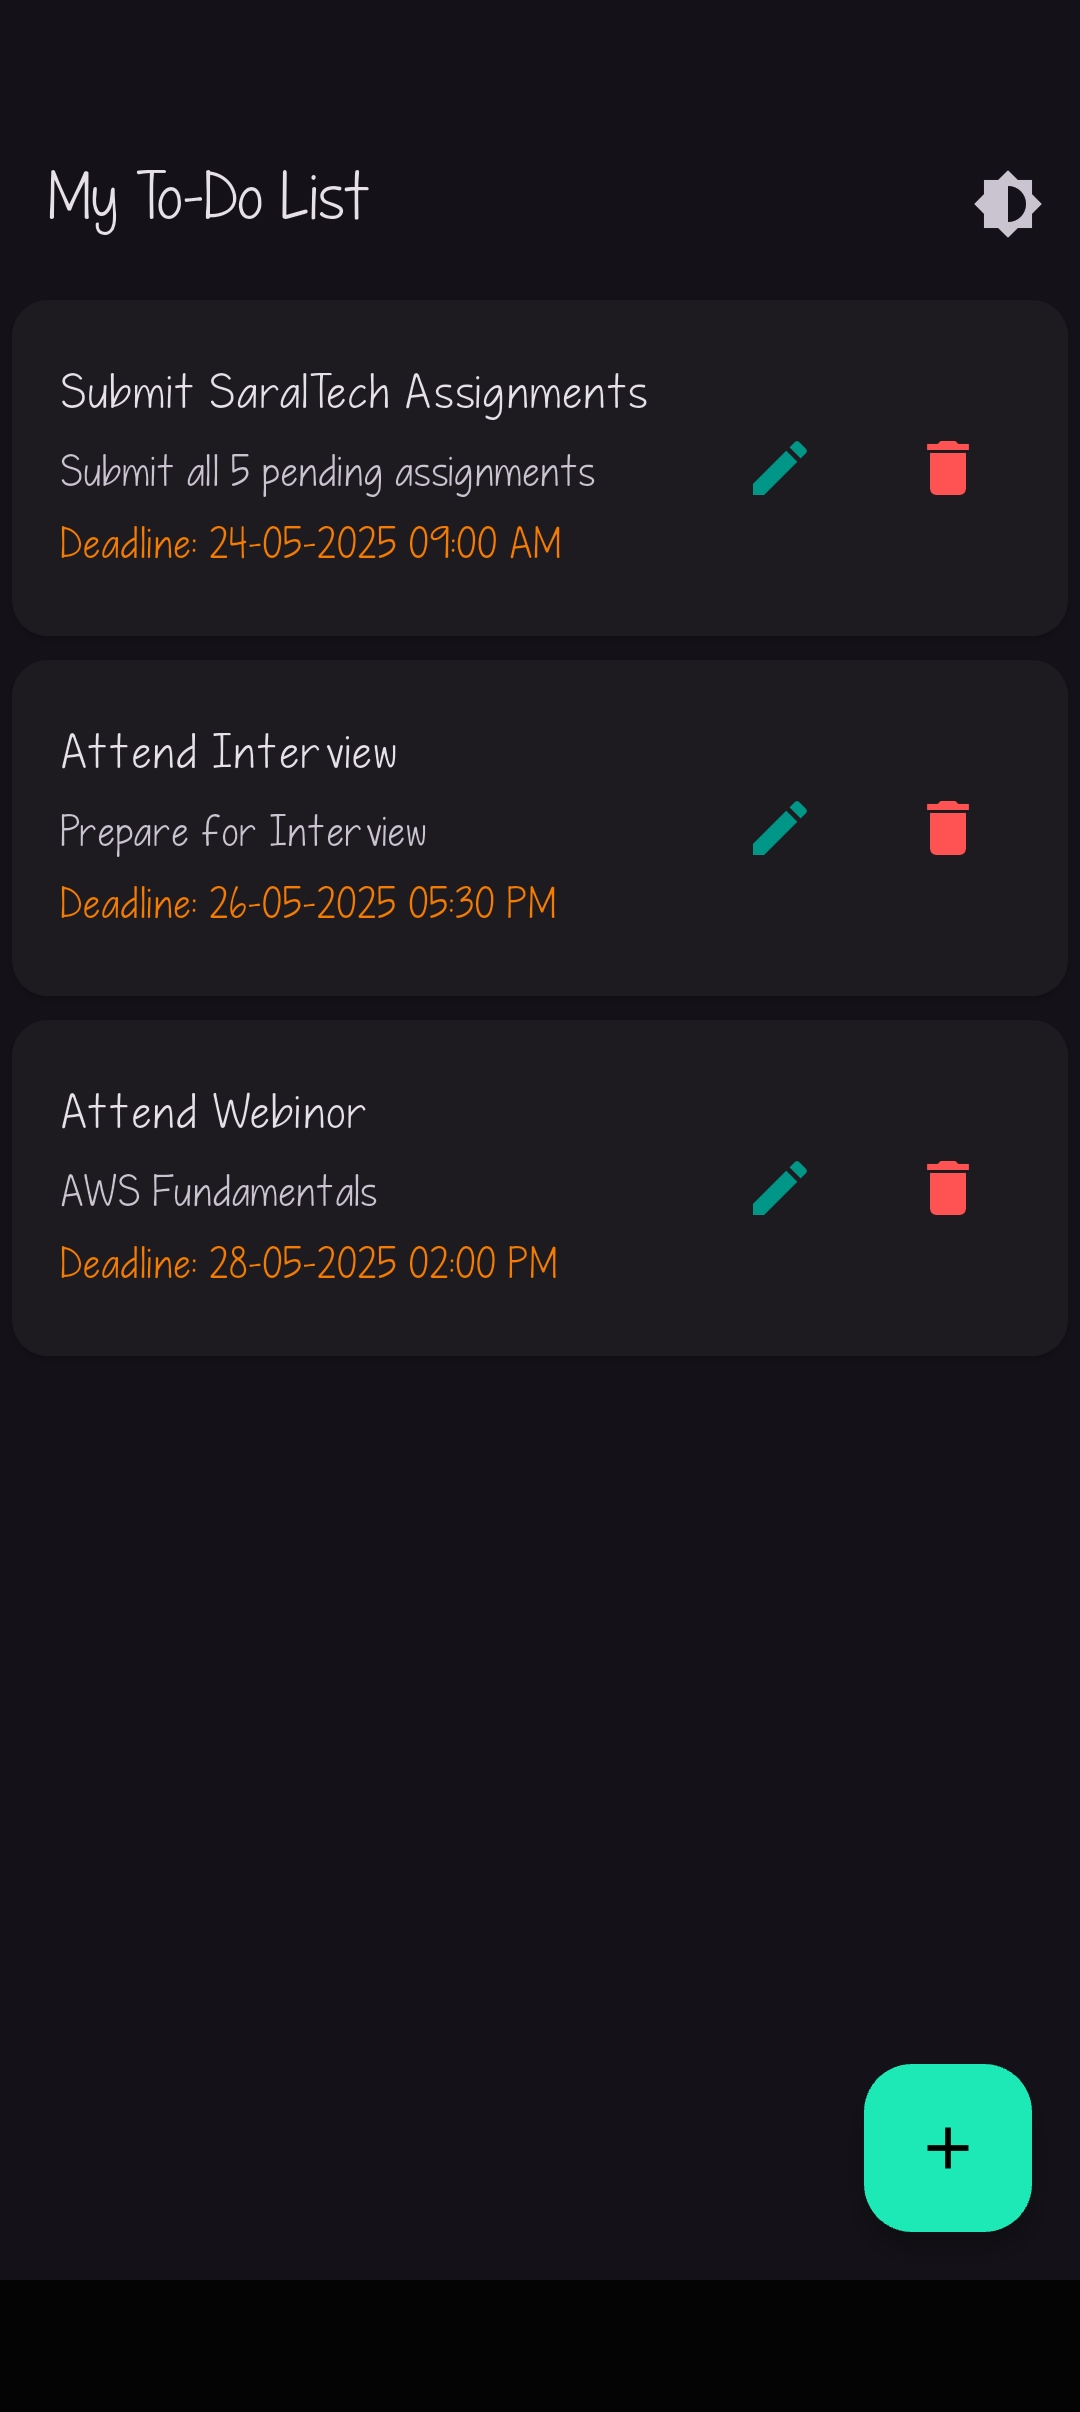 My To-Do List
Submit SaralTech Assignments
Submit all 5 pending assignments
Deadline: 24-05-2025 09:00 AM
Attend Interview
Prepare for Interview
Deadline: 26-05-2025 05:30 PM
Attend Webinor
AWS Fundamentals
Deadline: 28-05-2025 02:00 PM